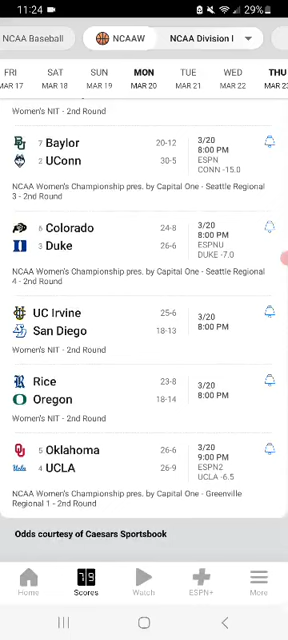 11:24 29%
NCAA Baseball NCAAW NCAA Division I
FRI SAT SUN MON TUE WED THU
MAR 17 MAR 18 MAR 19 MAR 20 MAR 21 MAR 22 MAR 23
Women's NIT - 2nd Round
7 Baylor 20-12 3/20
8:00 PM
2 UConn 30-5 ESPN
CONN -15.0
NCAA Women's Championship pres. by Capital One - Seattle Regional
3 - 2nd Round
6 Colorado 24-8 3/20
8:00 PM
3 Duke 26-6 ESPNU
DUKE -7.0
NCAA Women's Championship pres. by Capital One - Seattle Regional
4 - 2nd Round
UC Irvine 25-6 3/20
San Diego 18-13 8:00 PM
Women's NIT - 2nd Round
Rice 23-8 3/20
Oregon 18-14 8:00 PM
Women's NIT - 2nd Round
5 Oklahoma 26-6 3/20
9:00 PM
4 UCLA 26-9 ESPN2
UCLA -6.5
NCAA Women's Championship pres. by Capital One - Greenville
Regional 1 - 2nd Round
Odds courtesy of Caesars Sportsbook
Home Scores Watch ESPN+ More